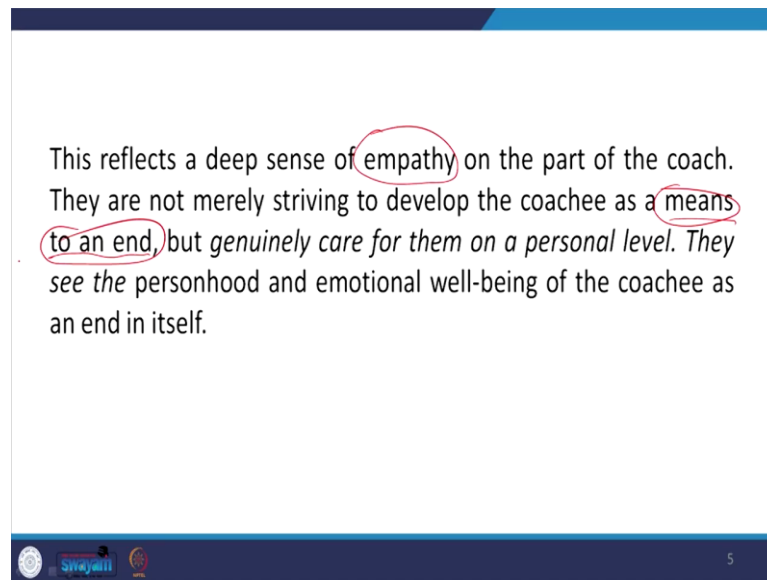 This reflects a deep sense of empathy on the part of the coach.
They are not merely striving to develop the coachee as a means
to an end, but genuinely care for them on a personal level. They
see the personhood and emotional well-being of the coachee as
an end in itself.
swayam
5